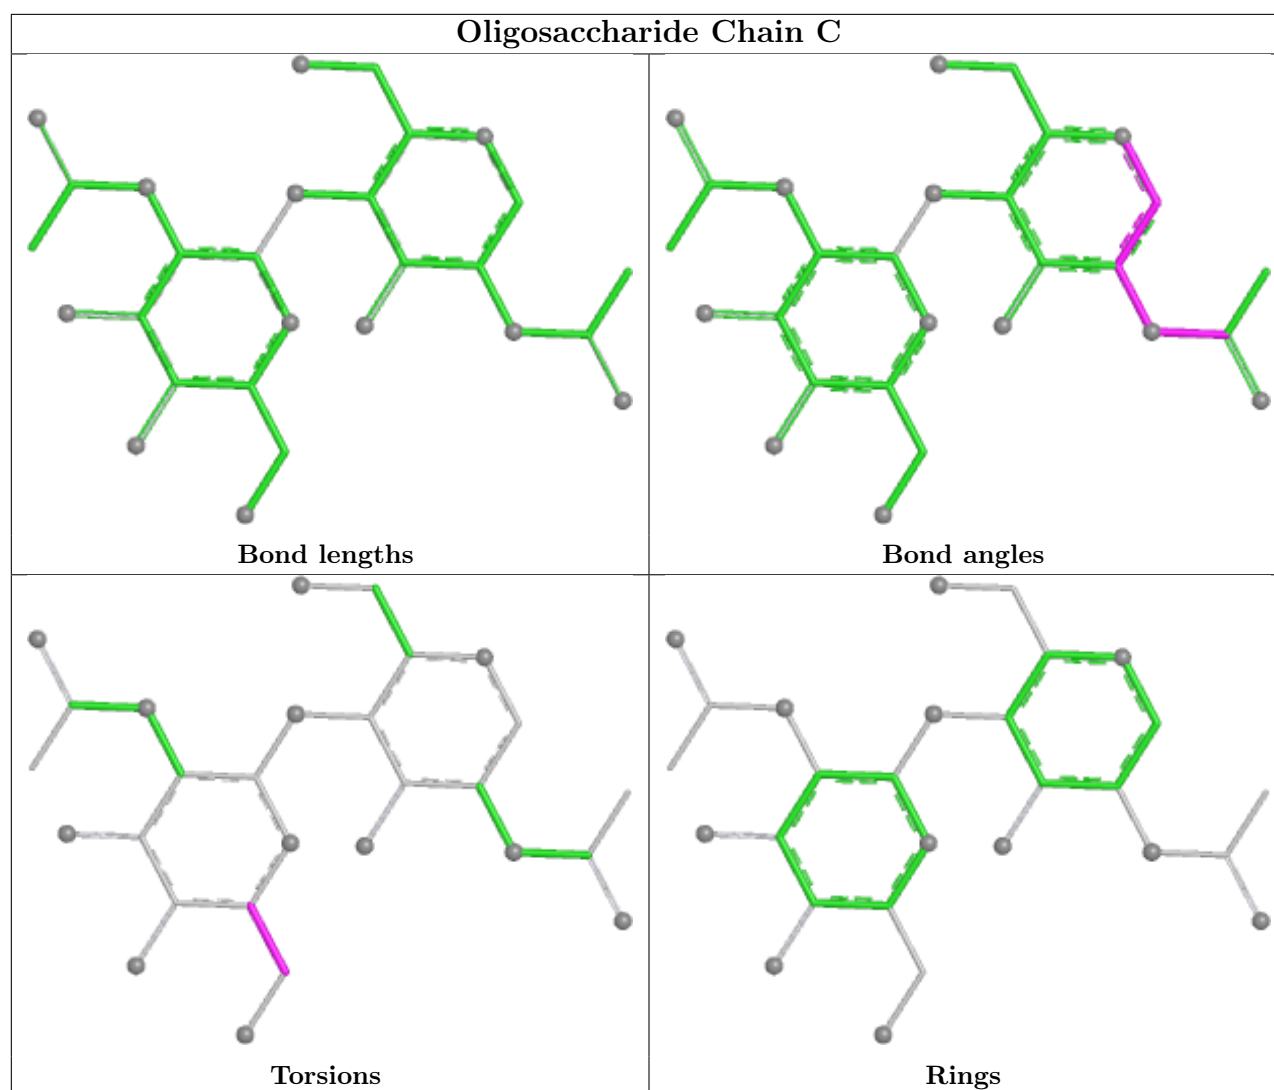 Oligosaccharide Chain C
Bond lengths
Bond angles
Torsions
Rings